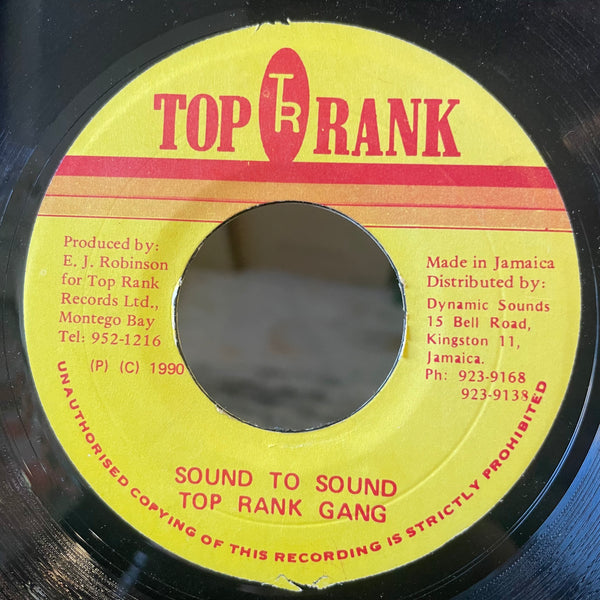 TOP TR RANK
Produced by:
E. J. Robinson
for Top Rank
Records Ltd.,
Montego Bay
Tel: 952-1216
(P) (C) 1990
Made in Jamaica
Distributed by:
Dynamic Sounds
15 Bell Road,
Kingston 11,
Jamaica.
Ph: 923-9168
923-9138
SOUND TO SOUND
TOP RANK GANG
UNAUTHORISED COPYING OF THIS RECORDING IS STRICTLY PROHIBITED